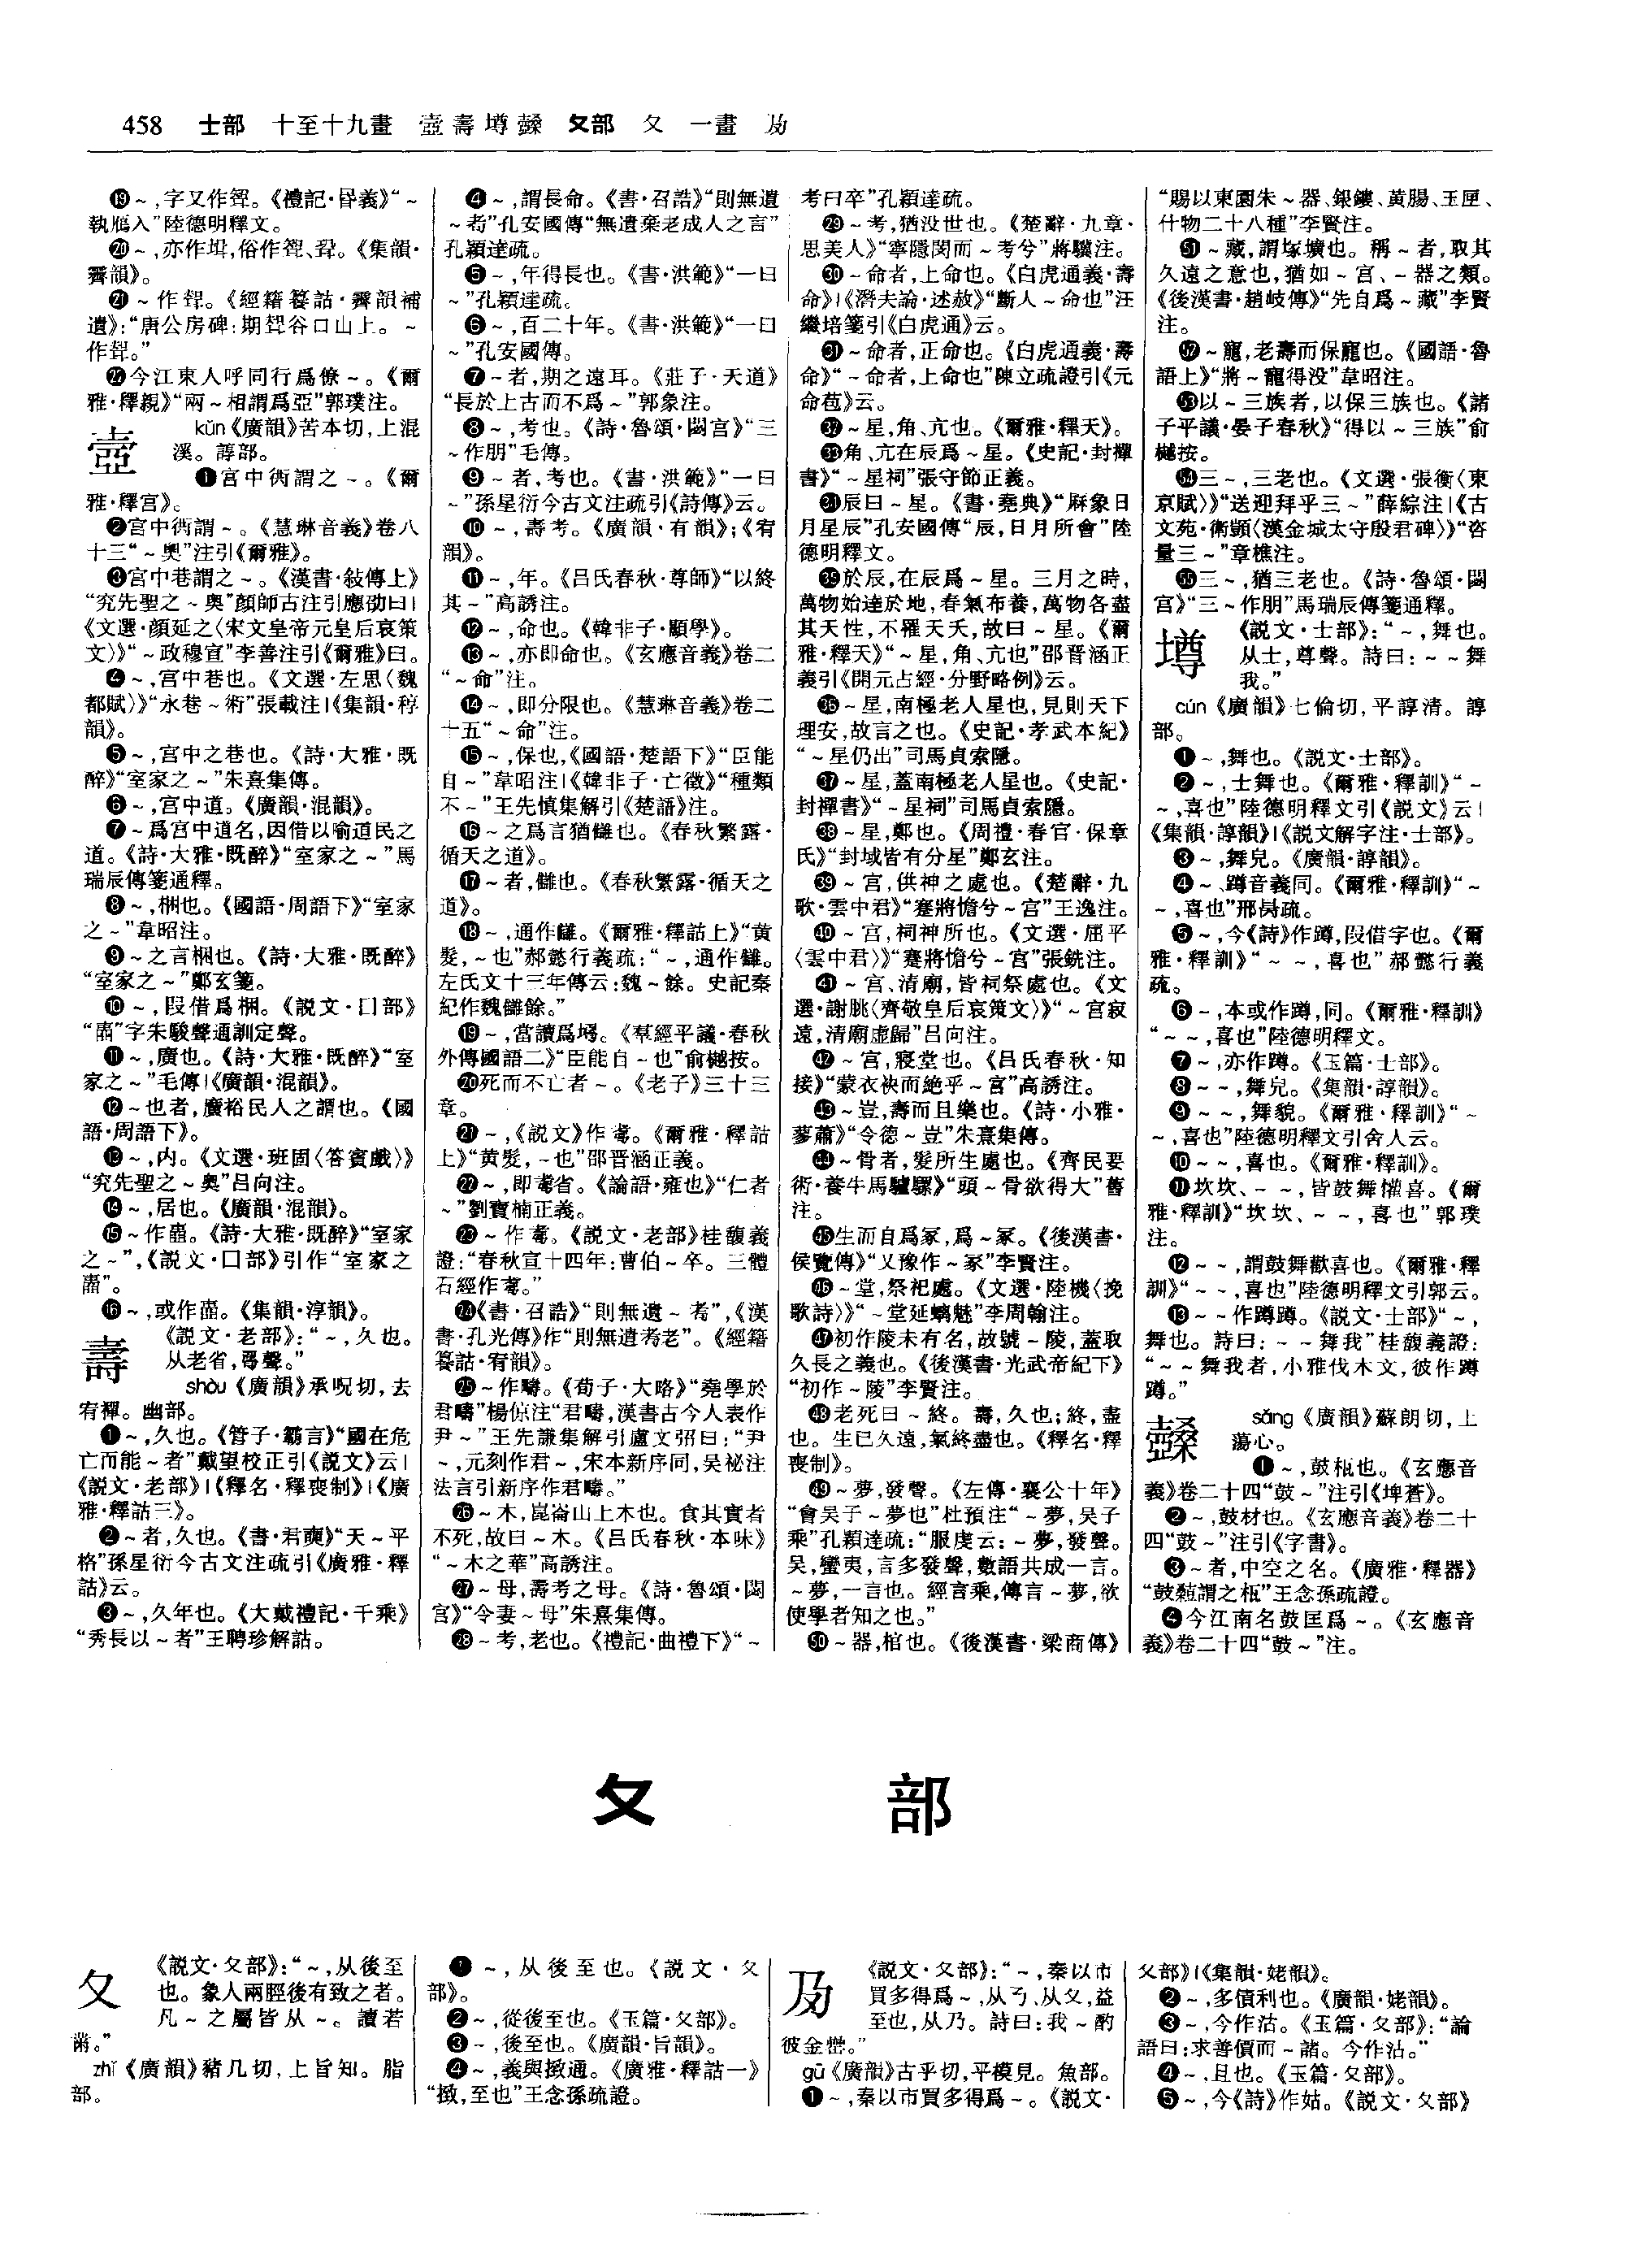 458 士部 十至十九畫 壼壽墫鼞 夂部 夂 一畫 夃
⓳～,字又作聟。《禮記·昏義》“～
執鴈入”陸德明釋文。
⓴～,亦作壻,俗作聟、聓。《集韻·
霽韻》。
㉑～作聟。《經籍籑詁·霽韻補
遺》:“唐公房碑:期聟谷口山上。～
作聟。”
㉒今江東人呼同行爲僚～。《爾
雅·釋親》“兩～相謂爲亞”郭璞注。
壼 kǔn《廣韻》苦本切,上混
溪。諄部。
❶宮中衖謂之～。《爾
雅·釋宫》。
❷宮中衖謂～。《慧琳音義》卷八
十三“～奥”注引《爾雅》。
❸宮中巷謂之～。《漢書·敍傳上》
“究先聖之～奥”顔師古注引應劭曰|
《文選·顔延之〈宋文皇帝元皇后哀策
文〉》“～政穆宣”李善注引《爾雅》曰。
❹～,宮中巷也。《文選·左思〈魏
都賦〉》“永巷～術”張載注|《集韻·稕
韻》。
❺～,宮中之巷也。《詩·大雅·既
醉》“室家之～”朱熹集傳。
❻～,宮中道。《廣韻·混韻》。
❼～爲宮中道名,因借以喻道民之
道。《詩·大雅·既醉》“室家之～”馬
瑞辰傳箋通釋。
❽～,梱也。《國語·周語下》“室家
之～”韋昭注。
❾～之言梱也。《詩·大雅·既醉》
“室家之～”鄭玄箋。
❿～,叚借爲梱。《説文·囗部》
字朱駿聲通訓定聲。
⓫～,廣也。《詩·大雅·既醉》“室
家之～”毛傳|《廣韻·混韻》。
⓬～也者,廣裕民人之謂也。《國
語·周語下》。
⓭～,内。《文選·班固〈答賓戲〉》
“究先聖之～奥”吕向注。
⓮～,居也。《廣韻·混韻》。
⓯～作壷。《詩·大雅·既醉》“室家
之～”,《説文·口部》引作“室家之
⓰～,或作壷。《集韻·淳韻》。
壽 《説文·老部》:“～,久也。
从老省,𠷎聲。”
shòu《廣韻》承呪切,去
宥禪。幽部。
❶～,久也。《管子·霸言》“國在危
亡而能～者”戴望校正引《説文》云|
《説文·老部》|《釋名·釋喪制》|《廣
雅·釋詁三》。
❷～者,久也。《書·君奭》“天～平
格”孫星衍今古文注疏引《廣雅·釋
詁》云。
❸～,久年也。《大戴禮記·千乘》
“秀長以～者”王聘珍解詁。
❹～,謂長命。《書·召誥》“則無遺
～耇”孔安國傳“無遺棄老成人之言”
孔穎達疏。
❺～,年得長也。《書·洪範》“一曰
～”孔穎達疏。
❻～,百二十年。《書·洪範》“一曰
～”孔安國傳。
❼～者,期之遠耳。《莊子·天道》
“長於上古而不爲～”郭象注。
❽～,考也。《詩·魯頌·閟宫》“三
～作朋”毛傳。
❾～者,考也。《書·洪範》“一曰
～”孫星衍今古文注疏引《詩傳》云。
❿～,壽考。《廣韻·有韻》;《宥
韻》。
⓫～,年。《吕氏春秋·尊師》“以終
其～”高誘注。
⓬～,命也。《韓非子·顯學》。
⓭～,亦即命也。《玄應音義》卷二
“～命”注。
⓮～,即分限也。《慧琳音義》卷二
十五“～命”注。
⓯～,保也,《國語·楚語下》“臣能
自～”韋昭注|《韓非子·亡徵》“種類
不～”王先慎集解引《楚語》注。
⓰～之爲言猶讎也。《春秋繁露·
循天之道》。
⓱～者,讎也。《春秋繁露·循天之
道》。
⓲～,通作讎。《爾雅·釋詁上》“黄
髮,～也”郝懿行義疏:“～,通作讎。
左氏文十三年傳云:魏～餘。史記秦
紀作魏讎餘。”
⓳～,當讀爲㙑。《羣經平議·春秋
外傳國語二》“臣能自～也”俞樾按。
⓴死而不亡者～。《老子》三十三
章。
㉑～,《説文》作𠷎。《爾雅·釋詁
上》“黄髮,～也”邵晉涵正義。
㉒～,即𠷎省。《論語·雍也》“仁者
～”劉寶楠正義。
㉓～作𠷎。《説文·老部》桂馥義
證:“春秋宣十四年:曹伯～卒。三體
石經作𠷎。”
㉔《書·召誥》“則無遺～耇”,《漢
書·孔光傳》作“則無遺耇老”。《經籍
籑詁·宥韻》。
㉕～作疇。《荀子·大略》“堯學於
君疇”楊倞注“君疇,漢書古今人表作
尹～”王先謙集解引盧文弨曰:“尹
～,元刻作君～,宋本新序同,吴祕注
法言引新序作君疇。”
㉖～木,崑崙山上木也。食其實者
不死,故曰～木。《吕氏春秋·本味》
“～木之華”高誘注。
㉗～母,壽考之母。《詩·魯頌·閟
宫》“令妻～母”朱熹集傳。
㉘～考,老也。《禮記·曲禮下》“～
考曰卒”孔穎達疏。
㉙～考,猶没世也。《楚辭·九章·
思美人》“寧隱閔而～考兮”蔣驥注。
㉚～命者,上命也。《白虎通義·壽
命》|《潛夫論·述赦》“斷人～命也”汪
繼培箋引《白虎通》云。
㉛～命者,正命也。《白虎通義·壽
命》“～命者,上命也”陳立疏證引《元
命苞》云。
㉜～星,角、亢也。《爾雅·釋天》。
㉝角、亢在辰爲～星。《史記·封禪
書》“～星祠”張守節正義。
㉞辰曰～星。《書·堯典》“厤象日
月星辰”孔安國傳“辰,日月所會”陸
德明釋文。
㉟於辰,在辰爲～星。三月之時,
萬物始達於地,春氣布養,萬物各盡
其天性,不罹天夭,故曰～星。《爾
雅·釋天》“～星,角、亢也”邵晉涵正
義引《開元占經·分野略例》云。
㊱～星,南極老人星也,見則天下
理安,故言之也。《史記·孝武本紀》
“～星仍出”司馬貞索隱。
㊲～星,蓋南極老人星也。《史記·
封禪書》“～星祠”司馬貞索隱。
㊳～星,鄭也。《周禮·春官·保章
氏》“封域皆有分星”鄭玄注。
㊴～宫,供神之處也。《楚辭·九
歌·雲中君》“蹇將憺兮～宫”王逸注。
㊵～宫,祠神所也。《文選·屈平
〈雲中君〉》“蹇將憺兮～宫”張銑注。
㊶～宫、清廟,皆祠祭處也。《文
選·謝脁〈齊敬皇后哀策文〉》“～宫寂
遠,清廟虚歸”吕向注。
㊷～宫,寢堂也。《吕氏春秋·知
接》“蒙衣袂而絶乎～宫”高誘注。
㊸～豈,壽而且樂也。《詩·小雅·
蓼蕭》“令德～豈”朱熹集傳。
㊹～骨者,髮所生處也。《齊民要
術·養牛馬驢騾》“頭～骨欲得大”舊
注。
㊺生而自爲冢,爲～冢。《後漢書·
侯覽傳》“又豫作～冢”李賢注。
㊻～堂,祭祀處。《文選·陸機〈挽
歌詩〉》“～堂延螭魅”李周翰注。
㊼初作陵未有名,故號～陵,蓋取
久長之義也。《後漢書·光武帝紀下》
“初作～陵”李賢注。
㊽老死曰～終。壽,久也;終,盡
也。生已久遠,氣終盡也。《釋名·釋
喪制》。
㊾～夢,發聲。《左傳·襄公十年》
“會吴子～夢也”杜預注“～夢,吴子
乘”孔穎達疏:“服虔云:～夢,發聲。
吴,蠻夷,言多發聲,數語共成一言。
～夢,一言也。經言乘,傳言～夢,欲
使學者知之也。”
㊿～器,棺也。《後漢書·梁商傳》
“賜以東園朱～器、銀鏤、黄腸、玉匣、
什物二十八種”李賢注。
51～藏,謂塚壙也。稱～者,取其
久遠之意也,猶如～宫、～器之類。
《後漢書·趙岐傳》“先自爲～藏”李賢
注。
52～寵,老壽而保寵也。《國語·魯
語上》“將～寵得没”韋昭注。
53以～三族者,以保三族也。《諸
子平議·晏子春秋》“得以～三族”俞
樾按。
54三～,三老也。《文選·張衡〈東
京賦〉》“送迎拜乎三～”薛綜注|《古
文苑·衛顗〈漢金城太守殷君碑〉》“咨
量三～”章樵注。
55三～,猶三老也。《詩·魯頌·閟
宫》“三～作朋”馬瑞辰傳箋通釋。
墫 《説文·士部》:“～,舞也。
从士,尊聲。詩曰:～～舞
我。”
cún《廣韻》七倫切,平諄清。諄
部。
❶～,舞也。《説文·士部》。
❷～,士舞也。《爾雅·釋訓》“～
～,喜也”陸德明釋文引《説文》云|
《集韻·諄韻》|《説文解字注·士部》。
❸～,舞皃。《廣韻·諄韻》。
❹～、蹲音義同。《爾雅·釋訓》“～
～,喜也”邢昺疏。
❺～,今《詩》作蹲,叚借字也。《爾
雅·釋訓》“～～,喜也”郝懿行義
疏。
❻～,本或作蹲,同。《爾雅·釋訓》
“～～,喜也”陸德明釋文。
❼～,亦作蹲。《玉篇·士部》。
❽～～,舞皃。《集韻·諄韻》。
❾～～,舞貌。《爾雅·釋訓》“～
～,喜也”陸德明釋文引舍人云。
❿～～,喜也。《爾雅·釋訓》。
⓫坎坎、～～,皆鼓舞懽喜。《爾
雅·釋訓》“坎坎、～～,喜也”郭璞
注。
⓬～～,謂鼓舞歡喜也。《爾雅·釋
訓》“～～,喜也”陸德明釋文引郭云。
⓭～～作蹲蹲。《説文·士部》“～,
舞也。詩曰:～～舞我”桂馥義證:
“～～舞我者,小雅伐木文,彼作蹲
蹲。”
sǎng《廣韻》蘇朗切,上
蕩心。
❶～,鼓柧也。《玄應音
義》卷二十四“鼓～”注引《埤蒼》。
❷～,鼓材也。《玄應音義》卷二十
四“鼓～”注引《字書》。
❸～者,中空之名。《廣雅·釋器》
“鼓謂之柧”王念孫疏證。
❹今江南名鼓匡爲～。《玄應音
義》卷二十四“鼓～”注。
夂 部
夂 《説文·夂部》:“～,从後至
也。象人兩脛後有致之者。
凡～之屬皆从～。讀若
黹。”
zhǐ《廣韻》豬几切,上旨知。脂
部。
❶～,从後至也。《説文·夂
部》。
❷～,從後至也。《玉篇·夂部》。
❸～,後至也。《廣韻·旨韻》。
❹～,義與㨖通。《廣雅·釋詁一》
“㨖,至也”王念孫疏證。
夃 《説文·夂部》:“～,秦以市
買多得爲～,从𠄎、从夂,益
至也,从乃。詩曰:我～酌
彼金罍。”
gū《廣韻》古乎切,平模見。魚部。
❶～,秦以市買多得爲～。《説文·
夂部》|《集韻·姥韻》。
❷～,多價利也。《廣韻·姥韻》。
❸～,今作沽。《玉篇·夂部》:“論
語曰:求善價而～諸。今作沽。”
❹～,且也。《玉篇·夂部》。
❺～,今《詩》作姑。《説文·夂部》